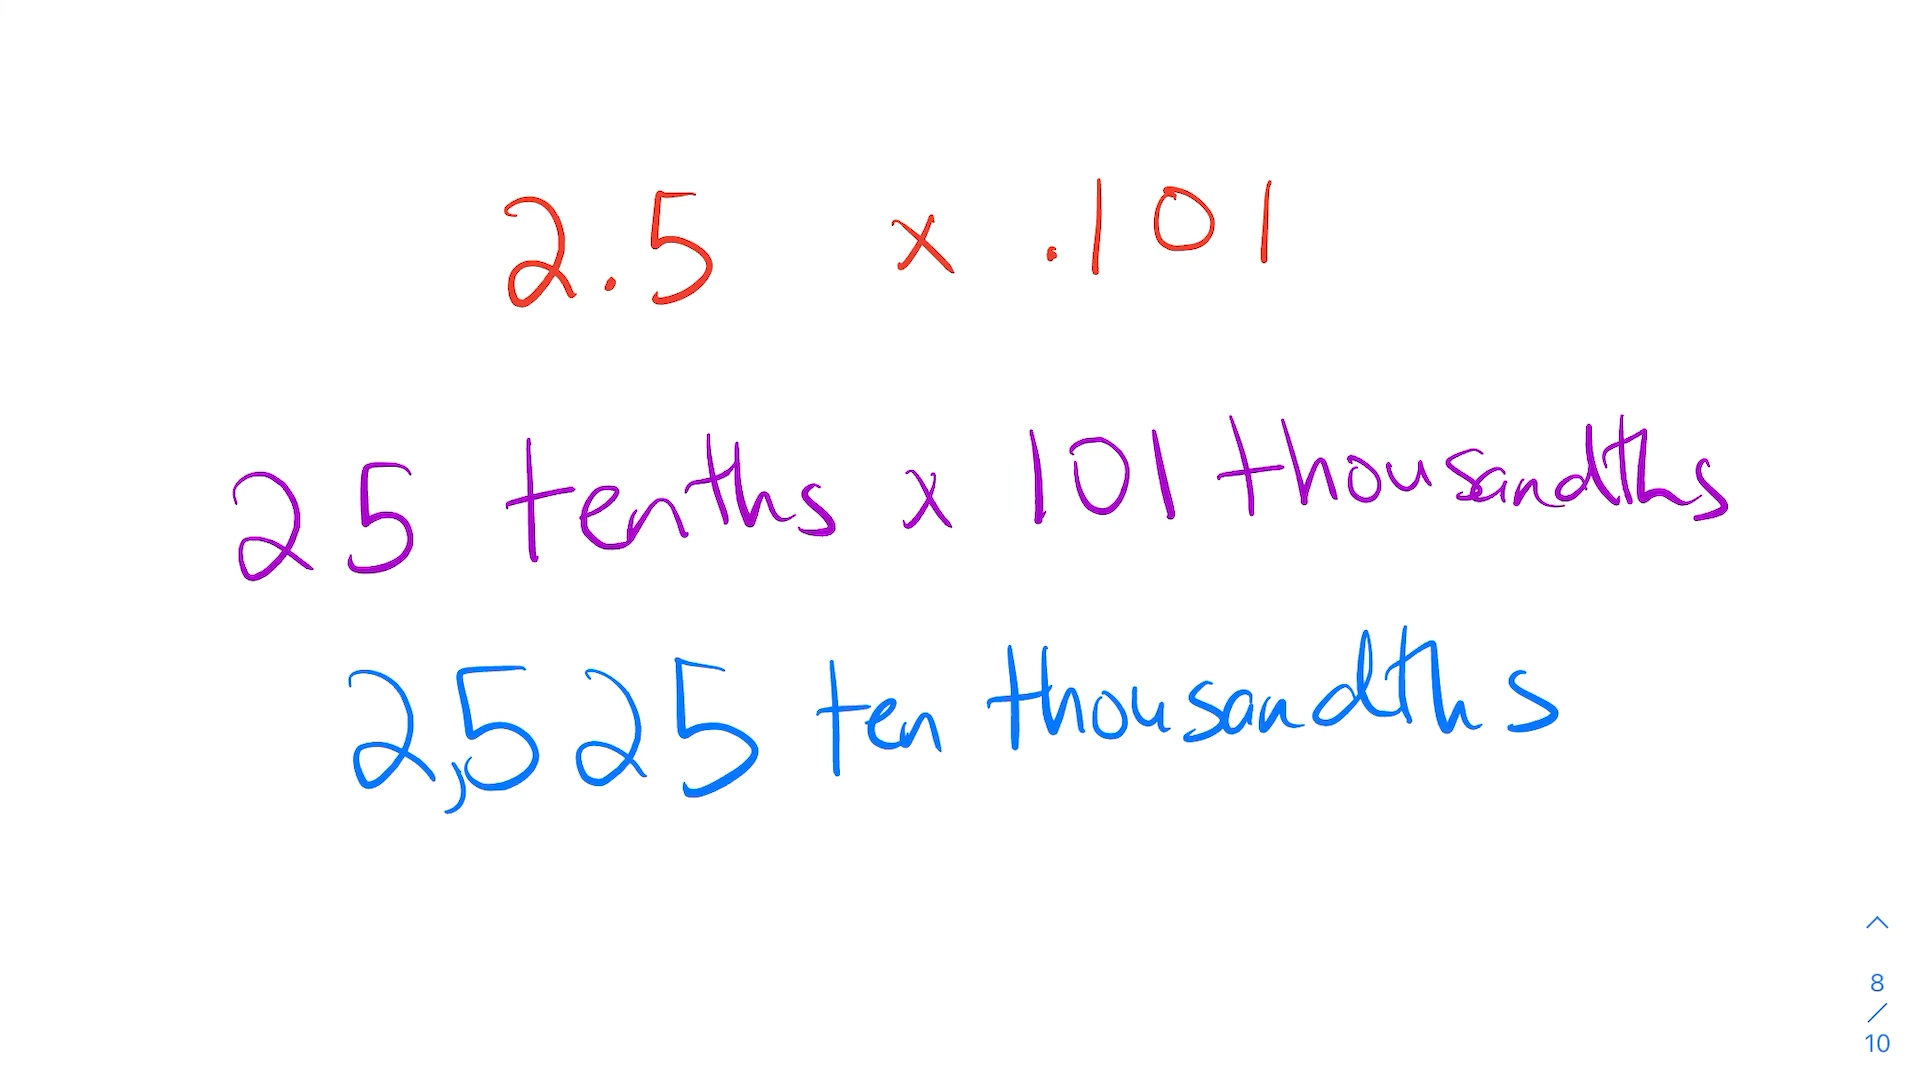 2.5 x .101
25 tenths x 101 thousandths
2,525 ten thousandths
8
/
10